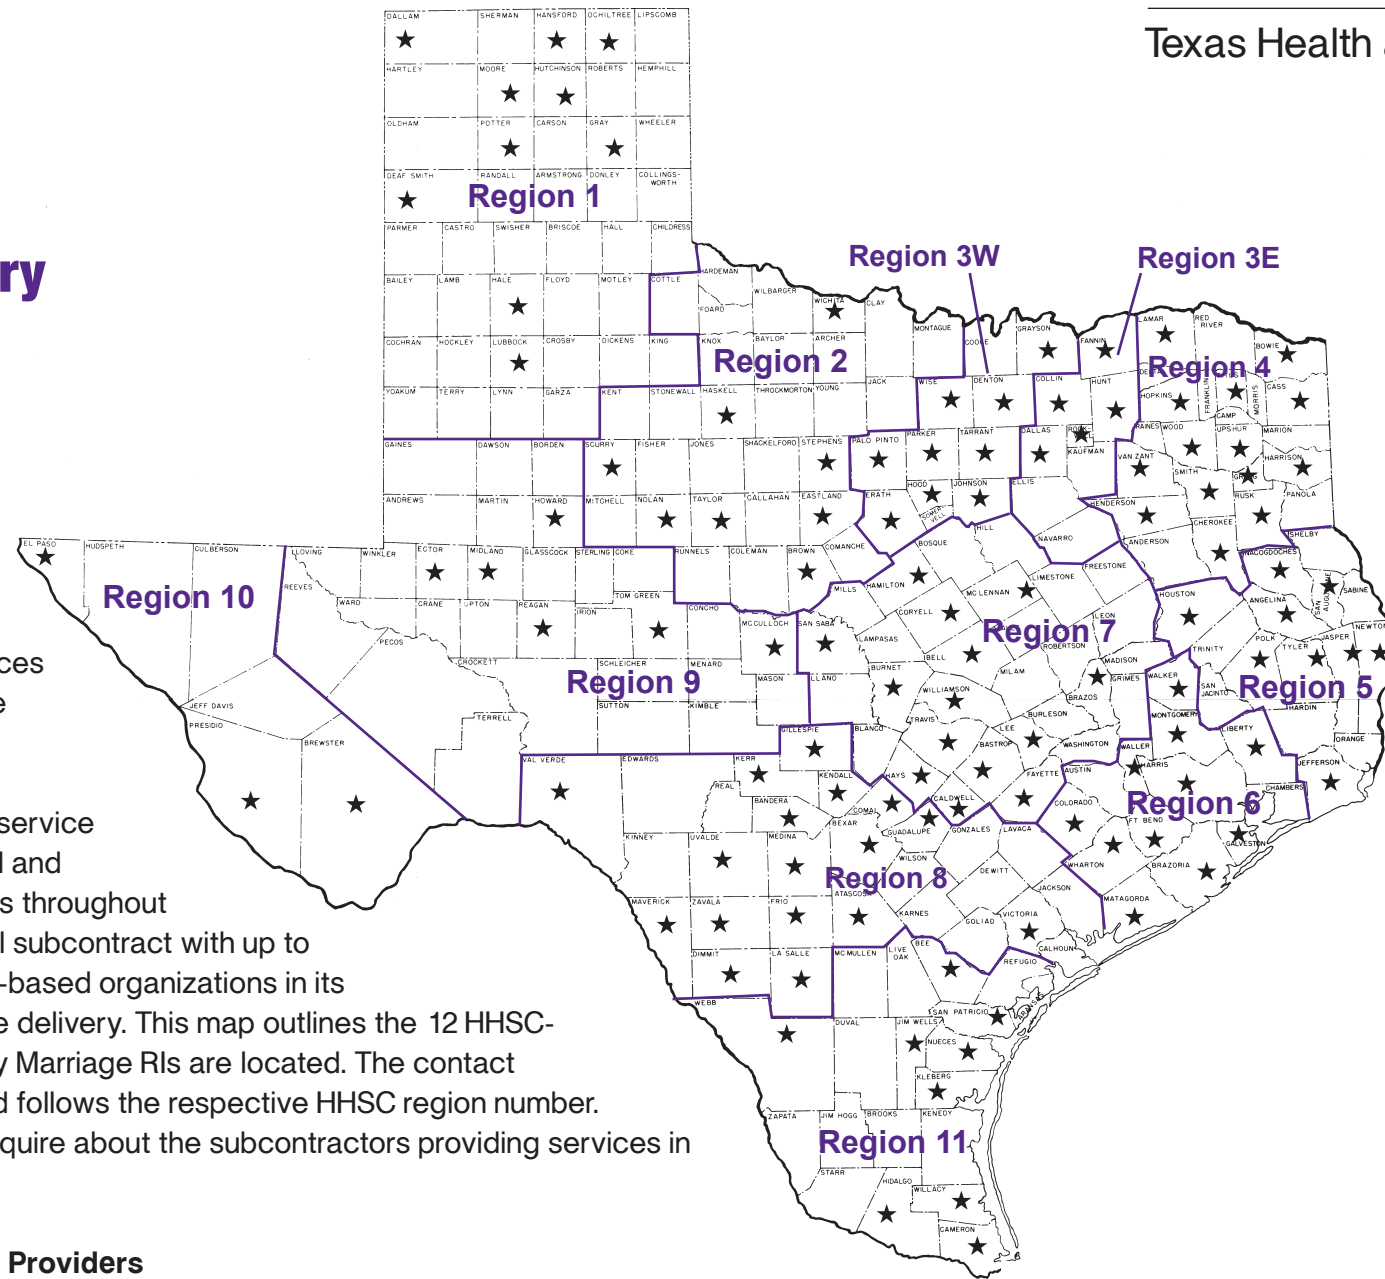 Texas Health
ry
DALLAM SHERMAN HANSFORD OCHILTREE LIPSCOMB
HARTLEY MOORE HUTCHINSON ROBERTS HEMPHILL
OLDHAM POTTER CARSON GRAY WHEELER
DEAF SMITH RANDALL ARMSTRONG DONLEY COLLINGS-
WORTH
Region 1
PARMER CASTRO SWISHER BRISCOE HALL CHILDRESS
Region 3W Region 3E
BAILEY LAMB HALE FLOYD MOTLEY COTTLE HARDEMAN
FOARD WILBARGER WICHITA CLAY
MONTAGUE COOKE GRAYSON FANNIN LAMAR RED
RIVER BOWIE
COCHRAN HOCKLEY LUBBOCK CROSBY DICKENS KING KNOX BAYLOR ARCHER
Region 2 Region 4
YOAKUM TERRY LYNN GARZA KENT STONEWALL HASKELL THROCKMORTON YOUNG JACK WISE DENTON COLLIN HUNT
HOPKINS FRANKLIN MORRIS CASS CAMP
GAINES DAWSON BORDEN SCURRY FISHER JONES SHACKELFORD STEPHENS PALO PINTO PARKER TARRANT DALLAS ROCK-
KAUFMAN RAINES WOOD UPSHUR MARION
VAN ZANT SMITH GREGG HARRISON
ANDREWS MARTIN HOWARD MITCHELL NOLAN TAYLOR CALLAHAN EASTLAND ERATH HOOD JOHNSON ELLIS
SOMER-
VELL HENDERSON RUSK PANOLA
HILL NAVARRO ANDERSON CHEROKEE SHELBY
EL PASO HUDSPETH CULBERSON LOVING WINKLER ECTOR MIDLAND GLASSCOCK STERLING COKE RUNNELS COLEMAN BROWN COMANCHE BOSQUE
NACOGDOCHES
FREESTONE LIMESTONE
REEVES WARD CRANE UPTON REAGAN IRION TOM GREEN CONCHO MILLS HAMILTON MC LENNAN
HOUSTON ANGELINA SAN
AUGUSTINE SABINE
Region 10
MC CULLOCH SAN SABA CORYELL LEON
Region 7
PECOS CROCKETT SCHLEICHER MENARD LAMPASAS BELL ROBERTSON MADISON TRINITY POLK TYLER JASPER NEWTON
ces
e
Region 9
MASON LLANO BURNET MILAM GRIMES WALKER SAN
JACINTO
Region 5
SUTTON KIMBLE WILLIAMSON BRAZOS HARDIN
JEFF DAVIS
PRESIDIO TERRELL BREWSTER
GILLESPIE BLANCO TRAVIS LEE BURLESON MONTGOMERY LIBERTY ORANGE
VAL VERDE EDWARDS KERR KENDALL HAYS BASTROP WASHINGTON WALLER HARRIS JEFFERSON
REAL BANDERA COMAL CALDWELL FAYETTE AUSTIN CHAMBERS
COLORADO
Region 6
service
l and
s throughout
l subcontract with up to
-based organizations in its
e delivery. This map outlines the 12 HHSC-
y Marriage RIs are located. The contact
d follows the respective HHSC region number.
quire about the subcontractors providing services in
KINNEY UVALDE MEDINA BEXAR GUADALUPE GONZALES LAVACA FT BEND GALVESTON
WILSON DEWITT WHARTON BRAZORIA
Region 8
MAVERICK ZAVALA FRIO ATASCOSA KARNES JACKSON MATAGORDA
GOLIAD VICTORIA
DIMMIT LA SALLE MC MULLEN LIVE
OAK BEE CALHOUN REFUGIO
WEBB DUVAL JIM WELLS SAN PATRICIO ARANSAS
NUECES
KLEBERG
ZAPATA JIM HOGG BROOKS KENEDY
Region 11
STARR HIDALGO WILLACY
CAMERON
Providers